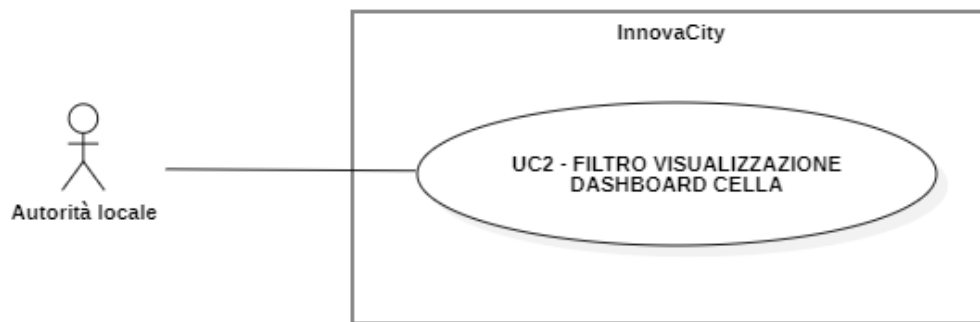 InnovaCity
UC2 - FILTRO VISUALIZZAZIONE
DASHBOARD CELLA
Autorità locale